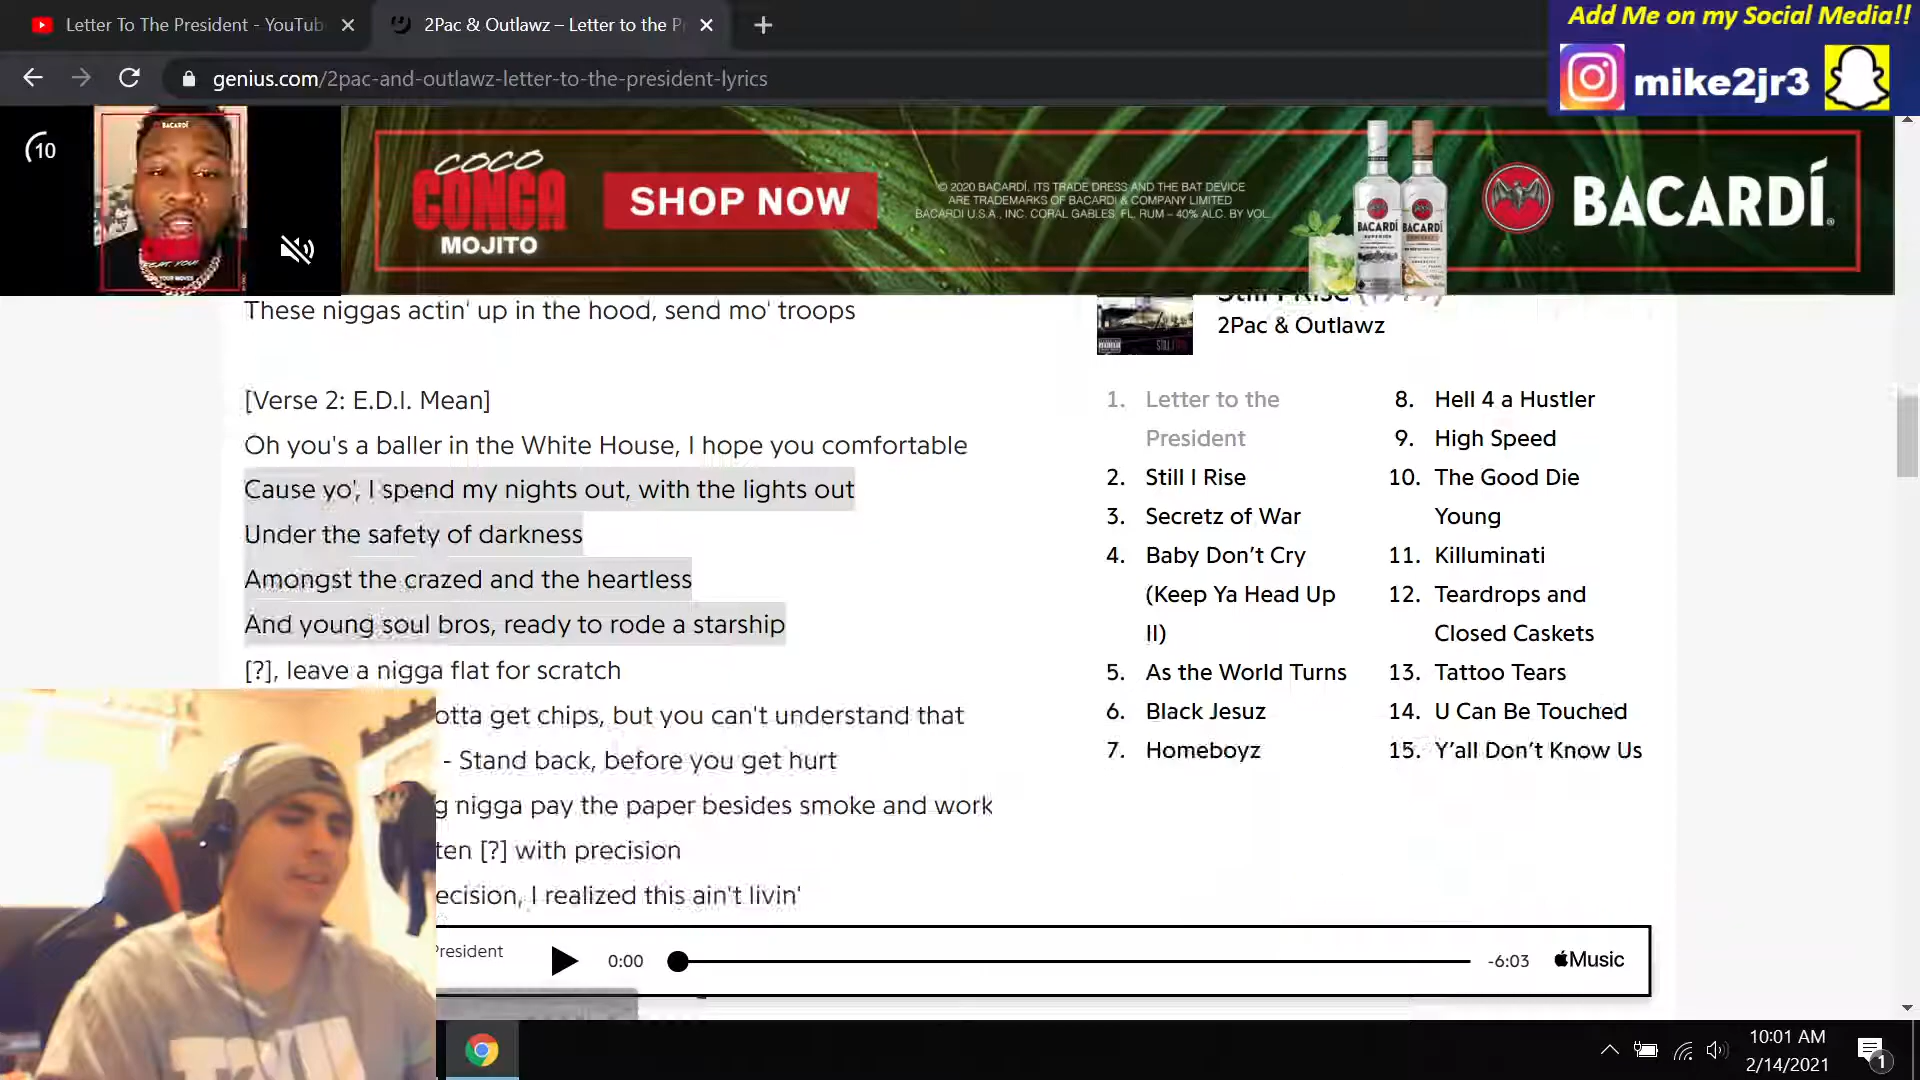 Letter To The President - YouTub
2Pac & Outlawz – Letter to the P
Add Me on my Social Media!!
mike2jr3
genius.com/2pac-and-outlawz-letter-to-the-president-lyrics
10
BACARDÍ
COCO
CONGA
MOJITO
SHOP NOW
© 2020 BACARDÍ. ITS TRADE DRESS AND THE BAT DEVICE
ARE TRADEMARKS OF BACARDI & COMPANY LIMITED
BACARDI U.S.A., INC. CORAL GABLES, FL. RUM – 40% ALC. BY VOL.
BACARDÍ
BACARDÍ
BACARDÍ.
These niggas actin' up in the hood, send mo' troops
[Verse 2: E.D.I. Mean]
Oh you's a baller in the White House, I hope you comfortable
Cause yo', I spend my nights out, with the lights out
Under the safety of darkness
Amongst the crazed and the heartless
And young soul bros, ready to rode a starship
[?], leave a nigga flat for scratch
otta get chips, but you can't understand that
- Stand back, before you get hurt
g nigga pay the paper besides smoke and work
ten [?] with precision
ecision, I realized this ain't livin'
Still I Rise
2Pac & Outlawz
1. Letter to the
President
2. Still I Rise
3. Secretz of War
4. Baby Don't Cry
(Keep Ya Head Up
II)
5. As the World Turns
6. Black Jesuz
7. Homeboyz
8. Hell 4 a Hustler
9. High Speed
10. The Good Die
Young
11. Killuminati
12. Teardrops and
Closed Caskets
13. Tattoo Tears
14. U Can Be Touched
15. Y'all Don't Know Us
President
0:00
-6:03
Music
10:01 AM
2/14/2021
1